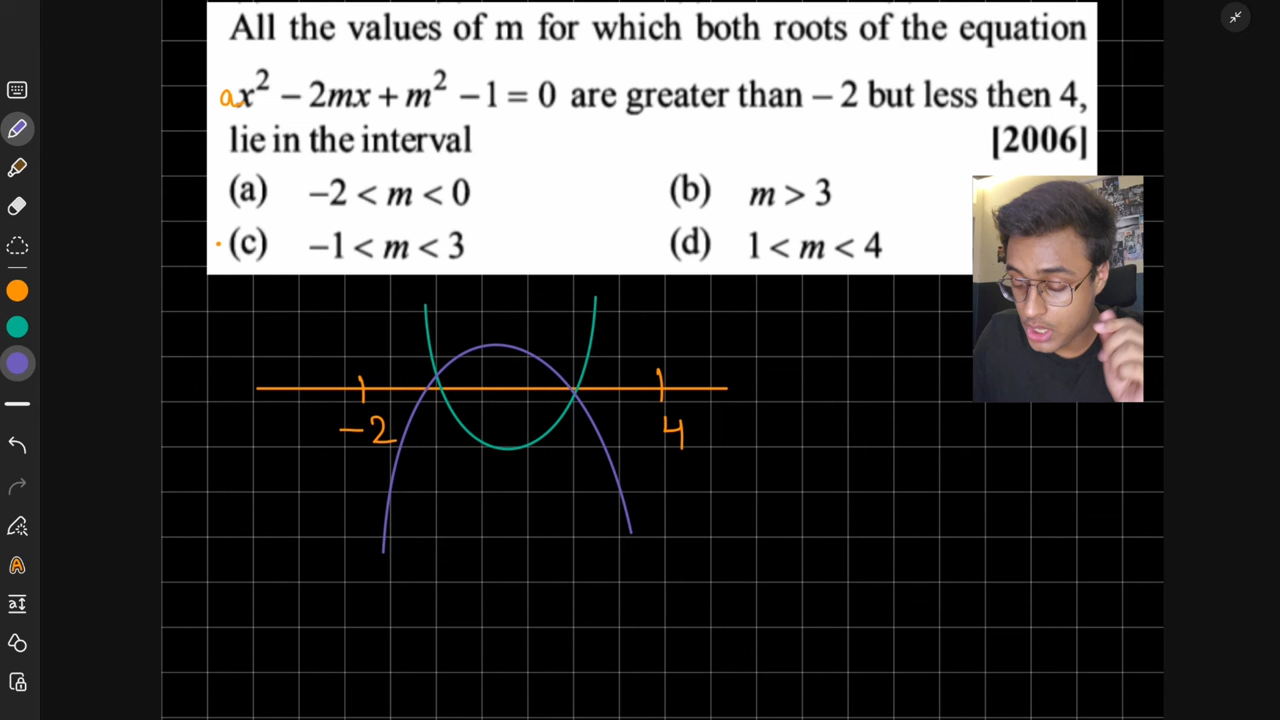 All the values of m for which both roots of the equation
ax² − 2mx + m² − 1 = 0 are greater than − 2 but less then 4,
lie in the interval [2006]
(a) −2 < m < 0 (b) m > 3
(c) −1 < m < 3 (d) 1 < m < 4
−2 4